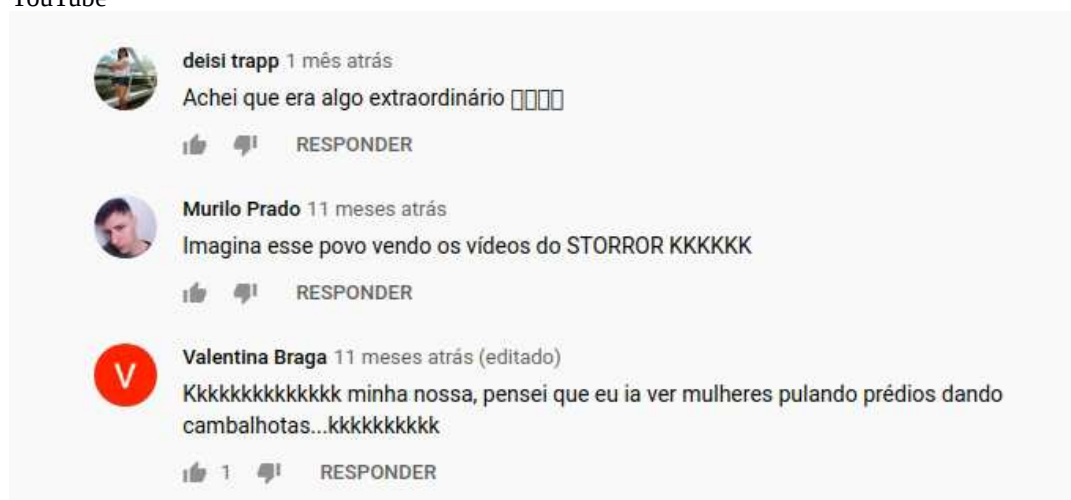 YouTube
deisi trapp 1 mês atrás
Achei que era algo extraordinário ▯▯▯▯
RESPONDER
Murilo Prado 11 meses atrás
Imagina esse povo vendo os vídeos do STORROR KKKKKK
RESPONDER
V
Valentina Braga 11 meses atrás (editado)
Kkkkkkkkkkkkkk minha nossa, pensei que eu ia ver mulheres pulando prédios dando
cambalhotas...kkkkkkkkkk
1 RESPONDER